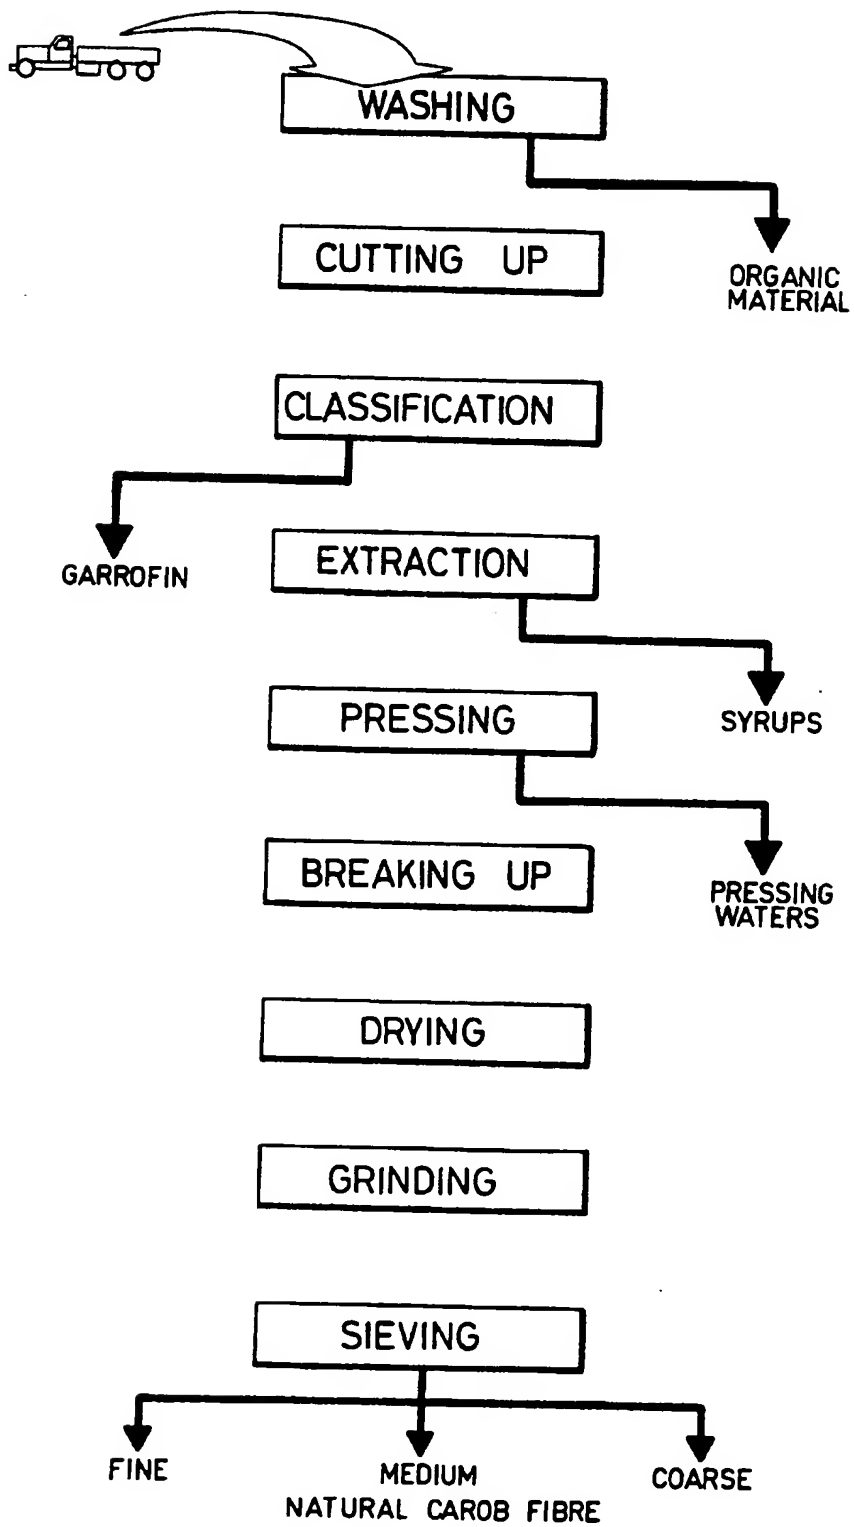 WASHING
ORGANIC
MATERIAL
CUTTING UP
CLASSIFICATION
GARROFIN
EXTRACTION
SYRUPS
PRESSING
PRESSING
WATERS
BREAKING UP
DRYING
GRINDING
SIEVING
FINE
MEDIUM
COARSE
NATURAL CAROB FIBRE